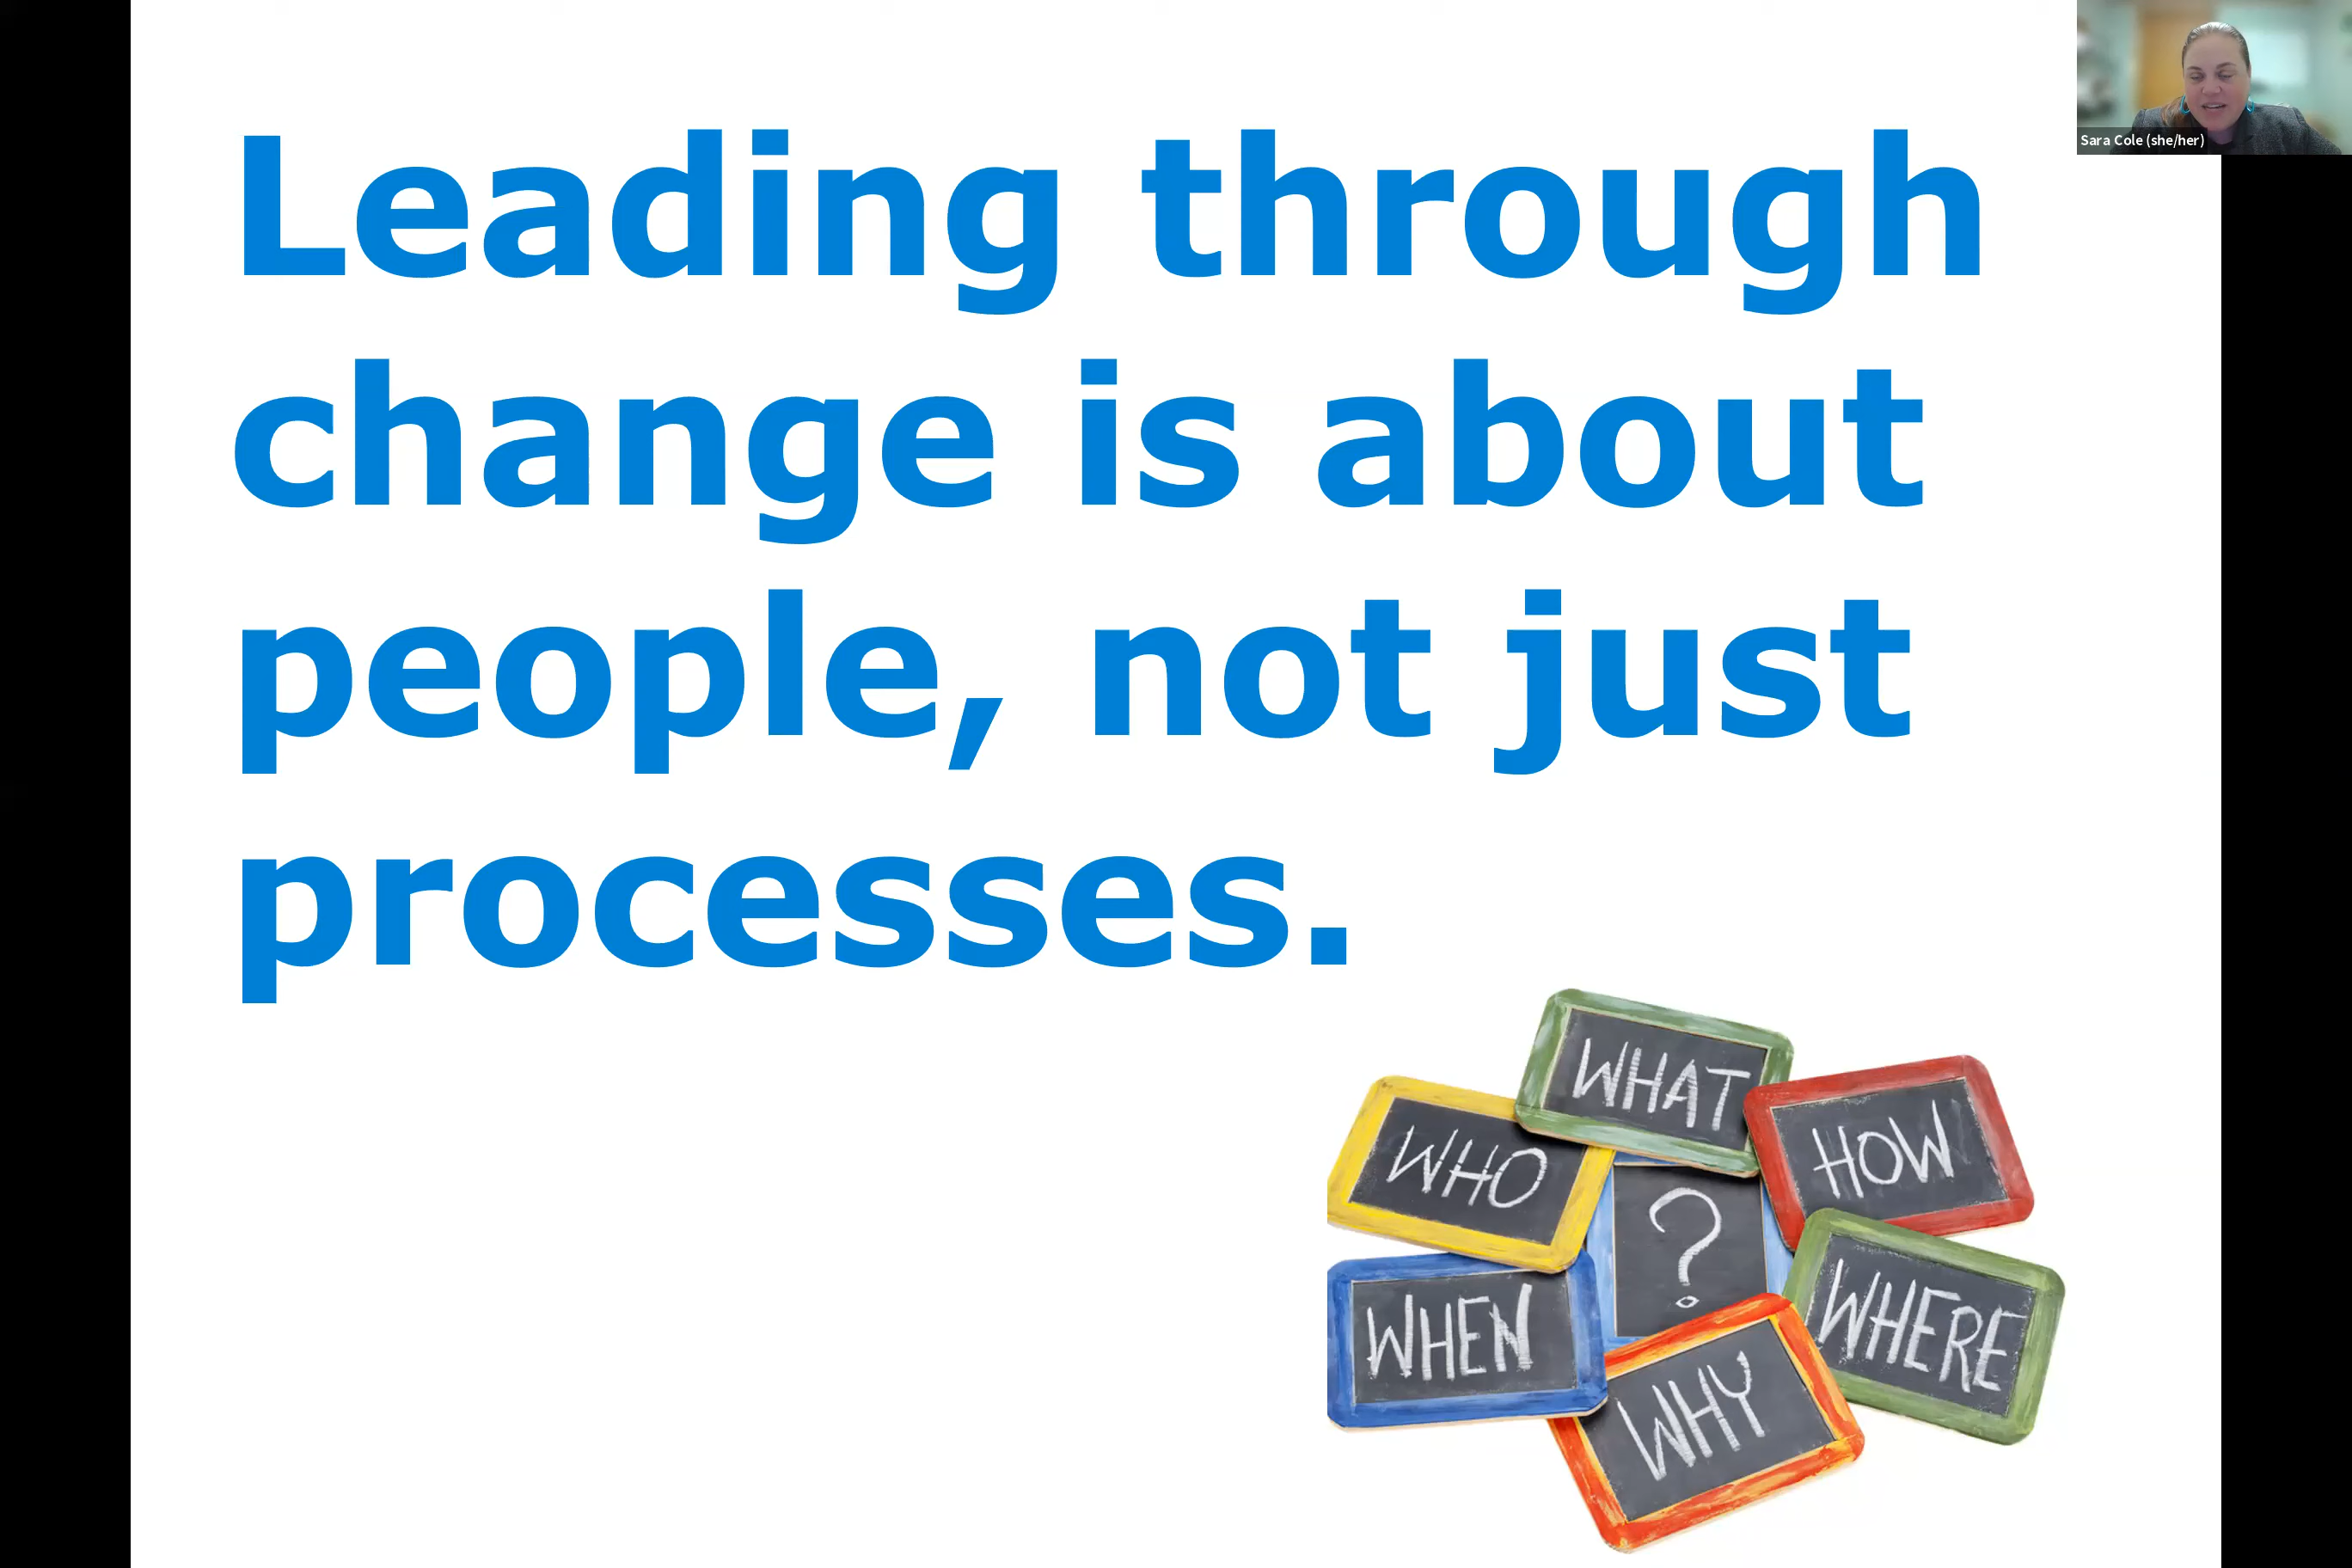 Leading through
change is about
people, not just
processes.
Sara Cole (she/her)
WHAT
WHO
HOW
?
WHEN
WHERE
WHY